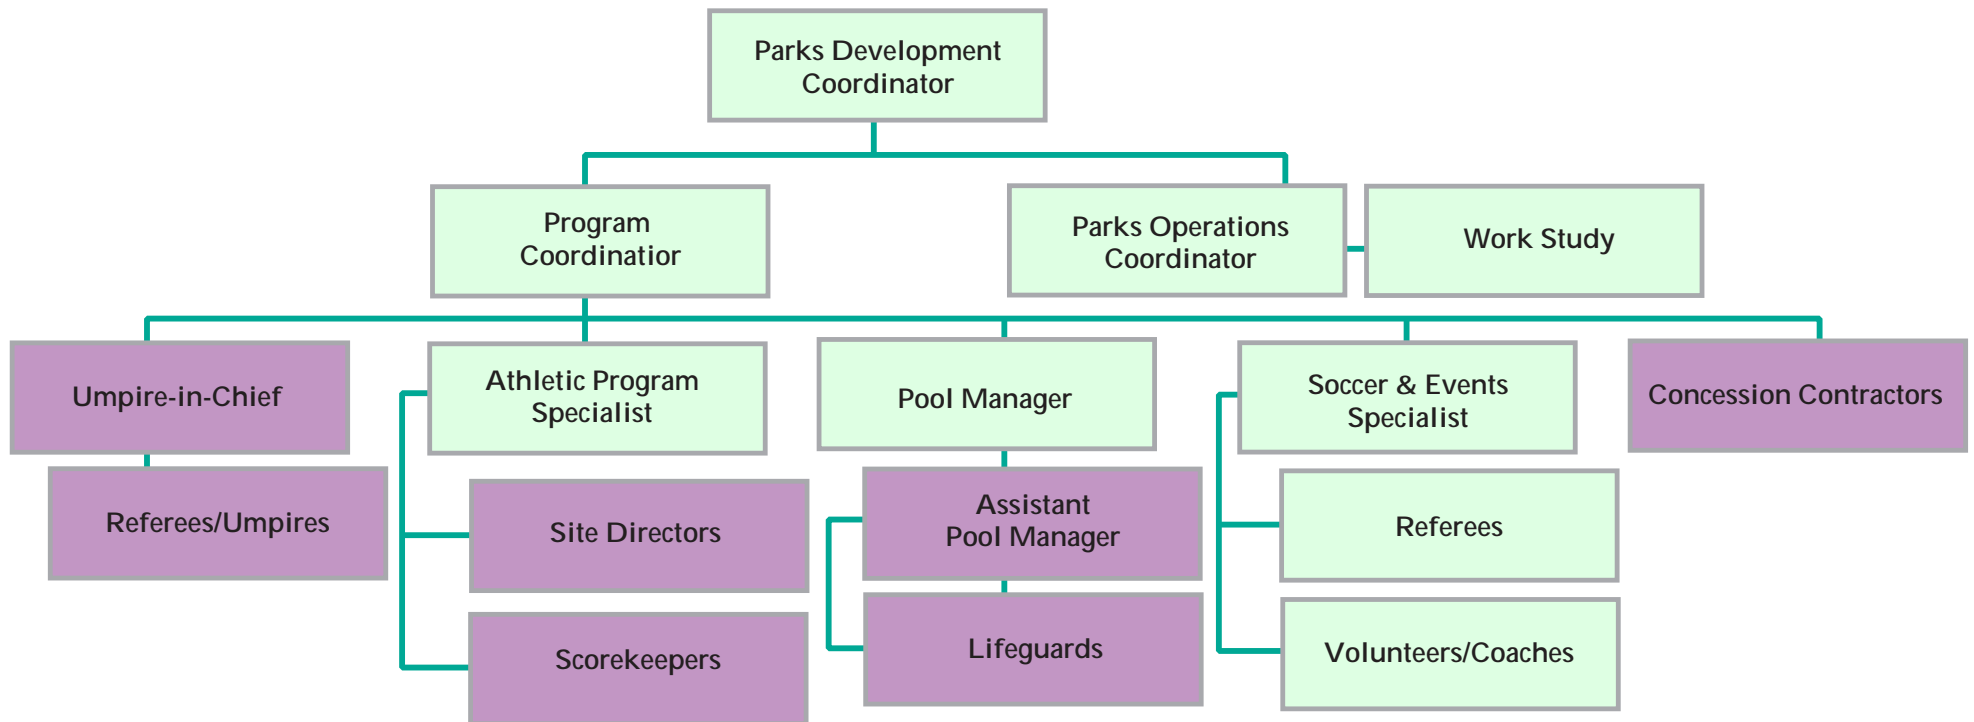 Parks Development
Coordinator
Program
Coordinatior
Parks Operations
Coordinator
Work Study
Umpire-in-Chief
Athletic Program
Specialist
Pool Manager
Soccer & Events
Specialist
Concession Contractors
Referees/Umpires
Site Directors
Assistant
Pool Manager
Referees
Scorekeepers
Lifeguards
Volunteers/Coaches